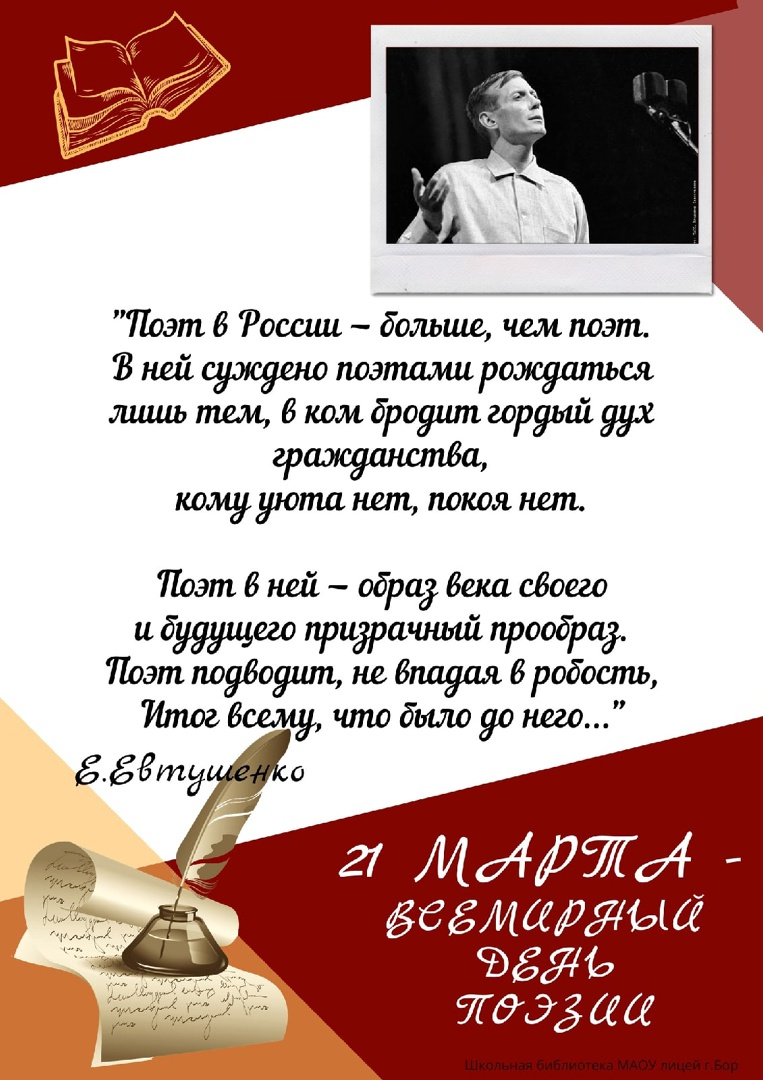 "Поэт в России – больше, чем поэт.
В ней суждено поэтами рождаться
лишь тем, в ком бродит гордый дух
гражданства,
кому уюта нет, покоя нет.
Поэт в ней – образ века своего
и будущего призрачный прообраз.
Поэт подводит, не впадая в робость,
Итог всему, что было до него..."
Е.Евтушенко
21 МАРТА -
ВСЕМИРНЫЙ
ДЕНЬ
ПОЭЗИИ
Школьная библиотека МАОУ лицей г.Бор